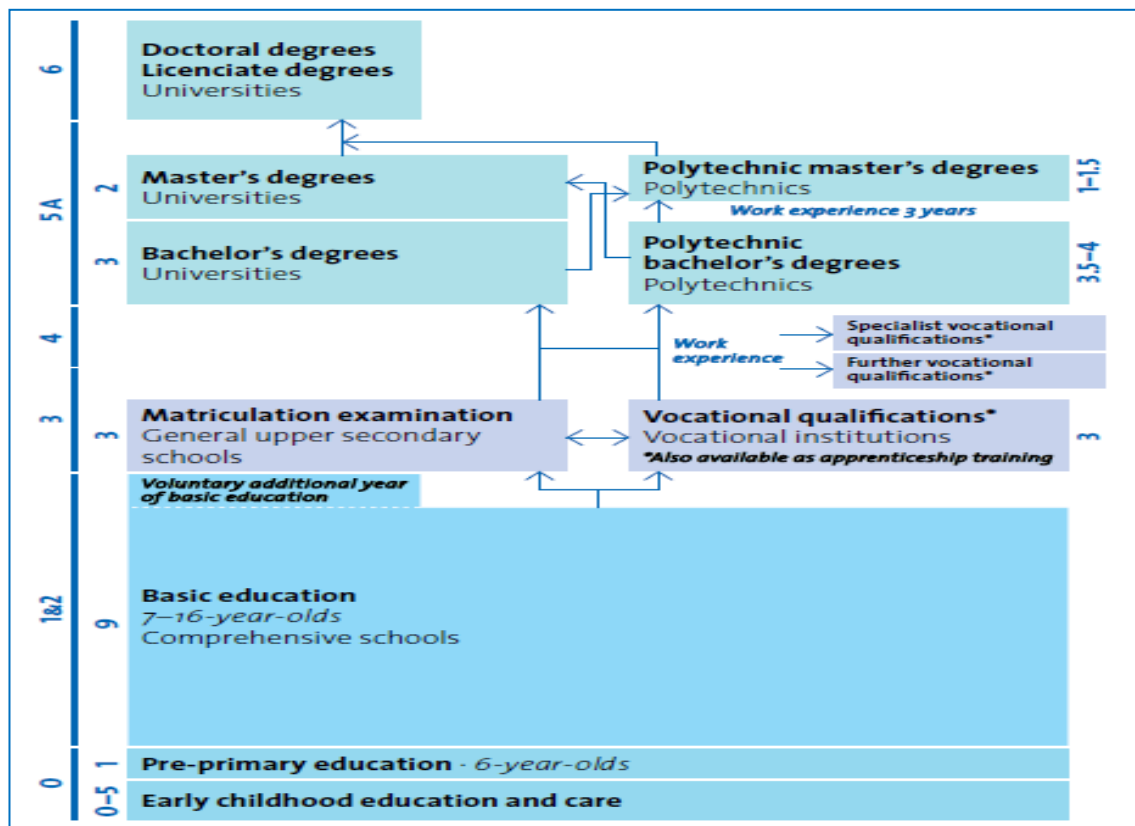 6
Doctoral degrees
Licenciate degrees
Universities
5A
2
Master's degrees
Universities
Polytechnic master's degrees
Polytechnics
1–1.5
Work experience 3 years
3
Bachelor's degrees
Universities
Polytechnic
bachelor's degrees
Polytechnics
3.5–4
4
Work
experience
Specialist vocational
qualifications*
Further vocational
qualifications*
3
3
Matriculation examination
General upper secondary
schools
Vocational qualifications*
Vocational institutions
*Also available as apprenticeship training
3
Voluntary additional year
of basic education
1&2
9
Basic education
7–16-year-olds
Comprehensive schools
0
1
Pre-primary education - 6-year-olds
0–5
Early childhood education and care